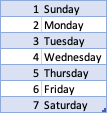 1 Sunday
2 Monday
3 Tuesday
4 Wednesday
5 Thursday
6 Friday
7 Saturday